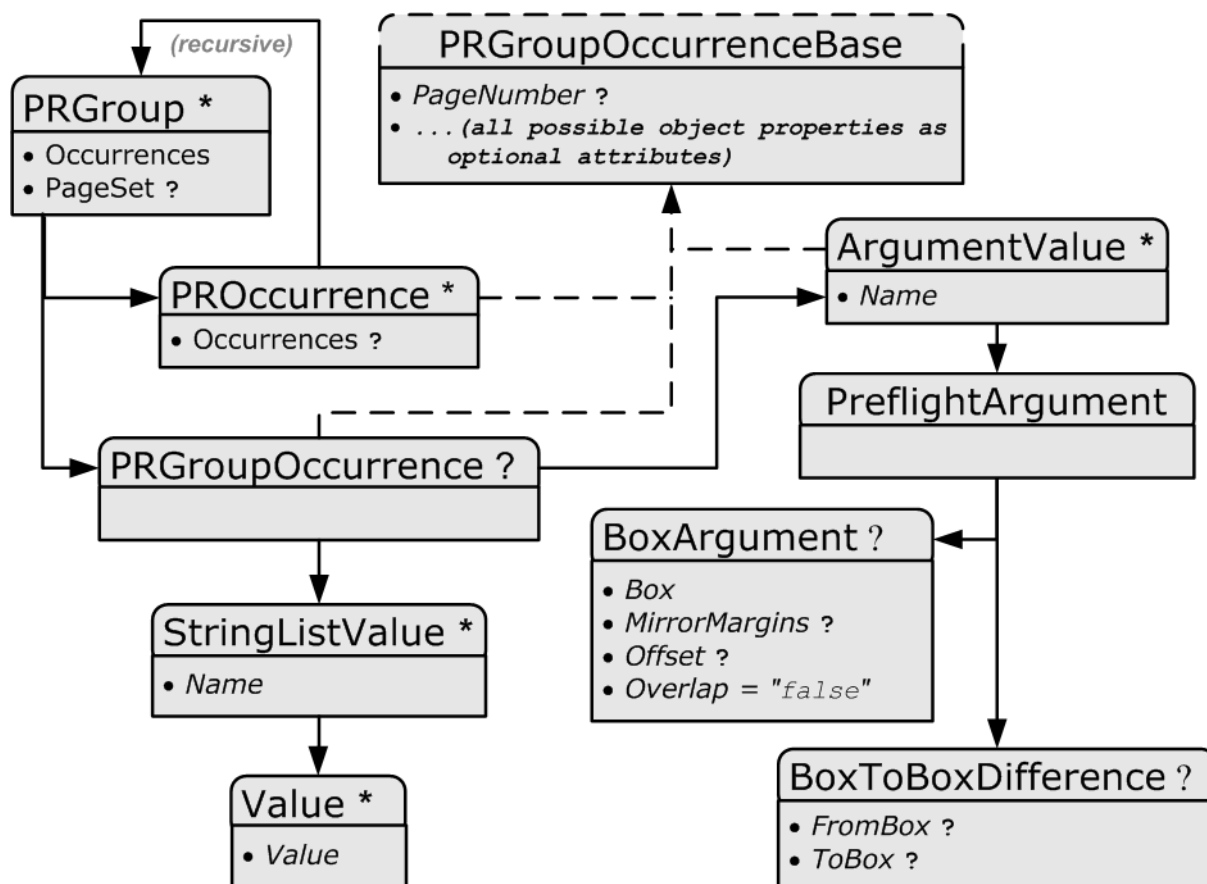 (recursive)
PRGroup *
• Occurrences
• PageSet ?
PRGroupOccurrenceBase
• PageNumber ?
• ...(all possible object properties as
optional attributes)
PROccurrence *
• Occurrences ?
ArgumentValue *
• Name
PreflightArgument
PRGroupOccurrence ?
BoxArgument ?
• Box
• MirrorMargins ?
• Offset ?
• Overlap = "false"
StringListValue *
• Name
BoxToBoxDifference ?
• FromBox ?
• ToBox ?
Value *
• Value